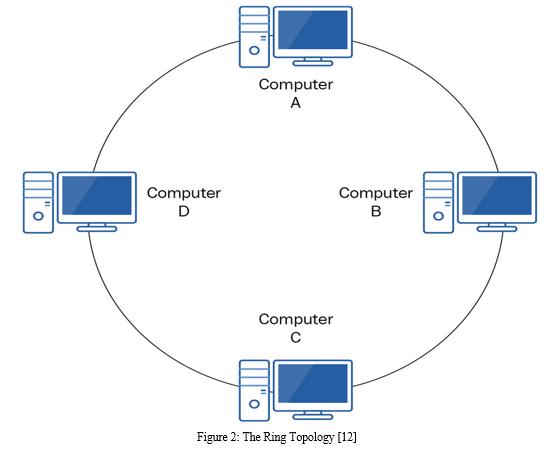 Computer
A
Computer
D
Computer
B
Computer
C
Figure 2: The Ring Topology [12]